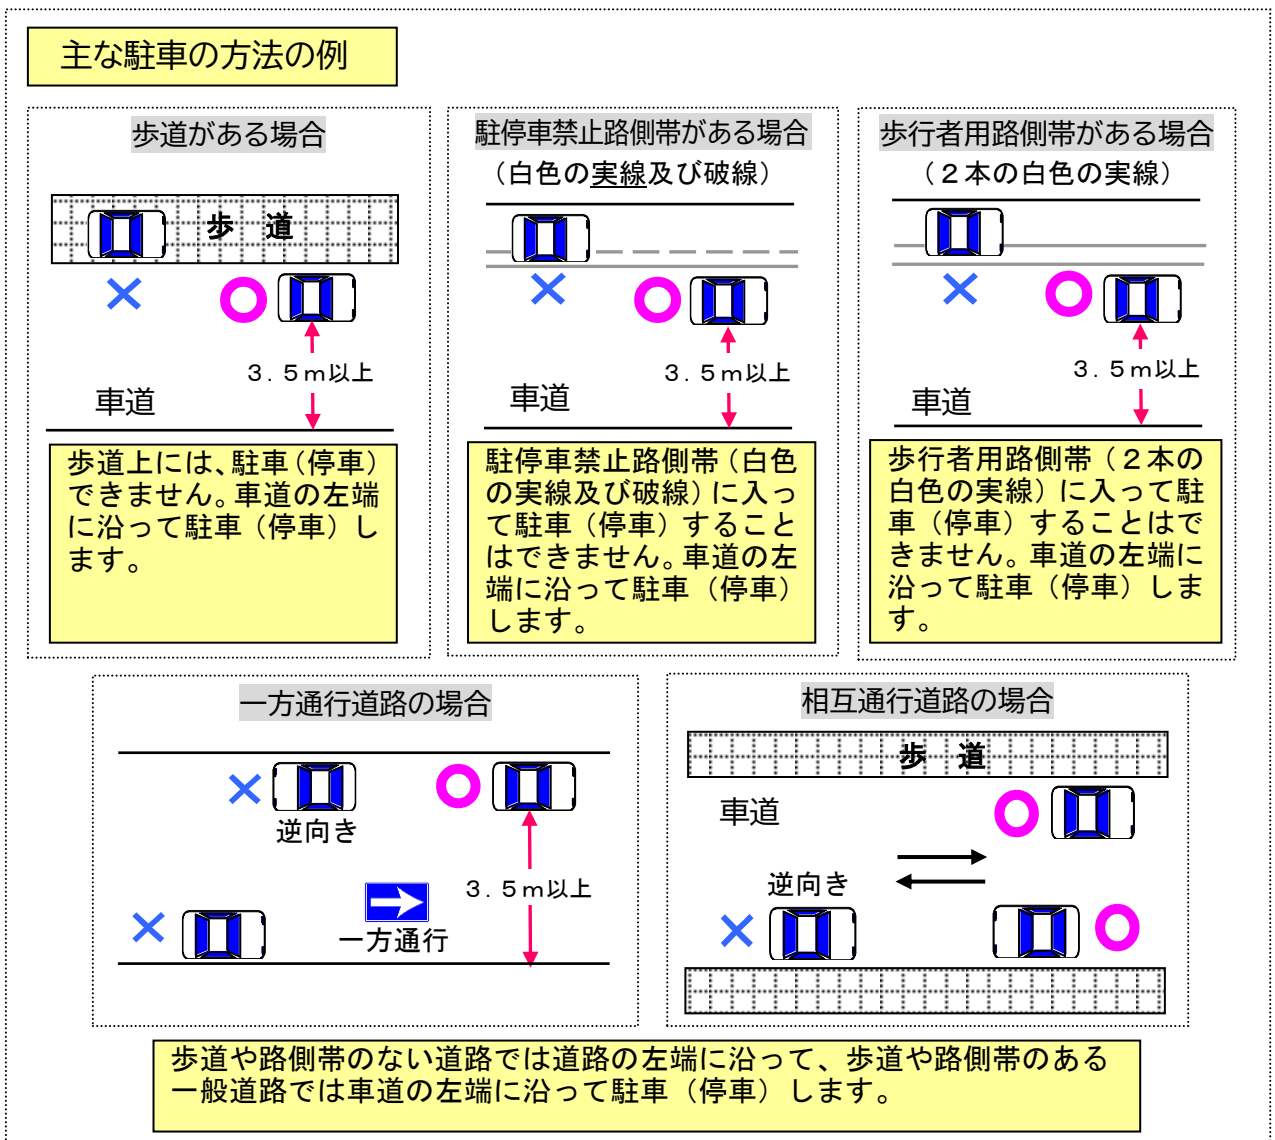 主な駐車の方法の例
歩道がある場合
歩 道
3.5m以上
車道
歩道上には、駐車(停車)
できません。車道の左端
に沿って駐車(停車)し
ます。
駐停車禁止路側帯がある場合
(白色の実線及び破線)
3.5m以上
車道
駐停車禁止路側帯(白色
の実線及び破線)に入っ
て駐車(停車)すること
はできません。車道の左
端に沿って駐車(停車)
します。
歩行者用路側帯がある場合
(2本の白色の実線)
3.5m以上
車道
歩行者用路側帯(2本の
白色の実線)に入って駐
車(停車)することはで
きません。車道の左端に
沿って駐車(停車)しま
す。
一方通行道路の場合
逆向き
3.5m以上
一方通行
相互通行道路の場合
歩 道
車道
逆向き
歩道や路側帯のない道路では道路の左端に沿って、歩道や路側帯のある
一般道路では車道の左端に沿って駐車(停車)します。